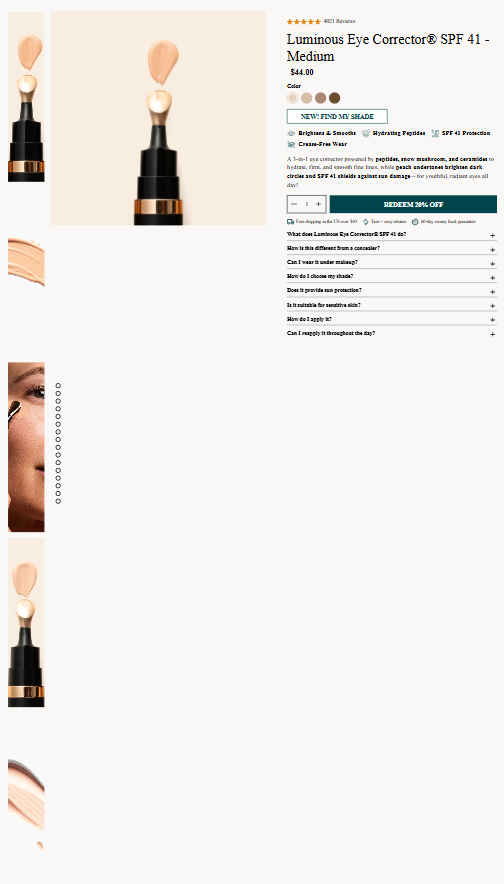 4021 Reviews
Luminous Eye Corrector® SPF 41 -
Medium
$44.00
Color
NEW! FIND MY SHADE
Brightens & Smooths
Hydrating Peptides
SPF 41 Protection
Crease-Free Wear
A 3-in-1 eye corrector powered by peptides, snow mushroom, and ceramides to
hydrate, firm, and smooth fine lines, while peach undertones brighten dark
circles and SPF 41 shields against sun damage—for youthful, radiant eyes all
day!
1
REDEEM 20% OFF
Free shipping in the US over $60
Free + easy returns
60-day money back guarantee
What does Luminous Eye Corrector® SPF 41 do?
How is this different from a concealer?
Can I wear it under makeup?
How do I choose my shade?
Does it provide sun protection?
Is it suitable for sensitive skin?
How do I apply it?
Can I reapply it throughout the day?